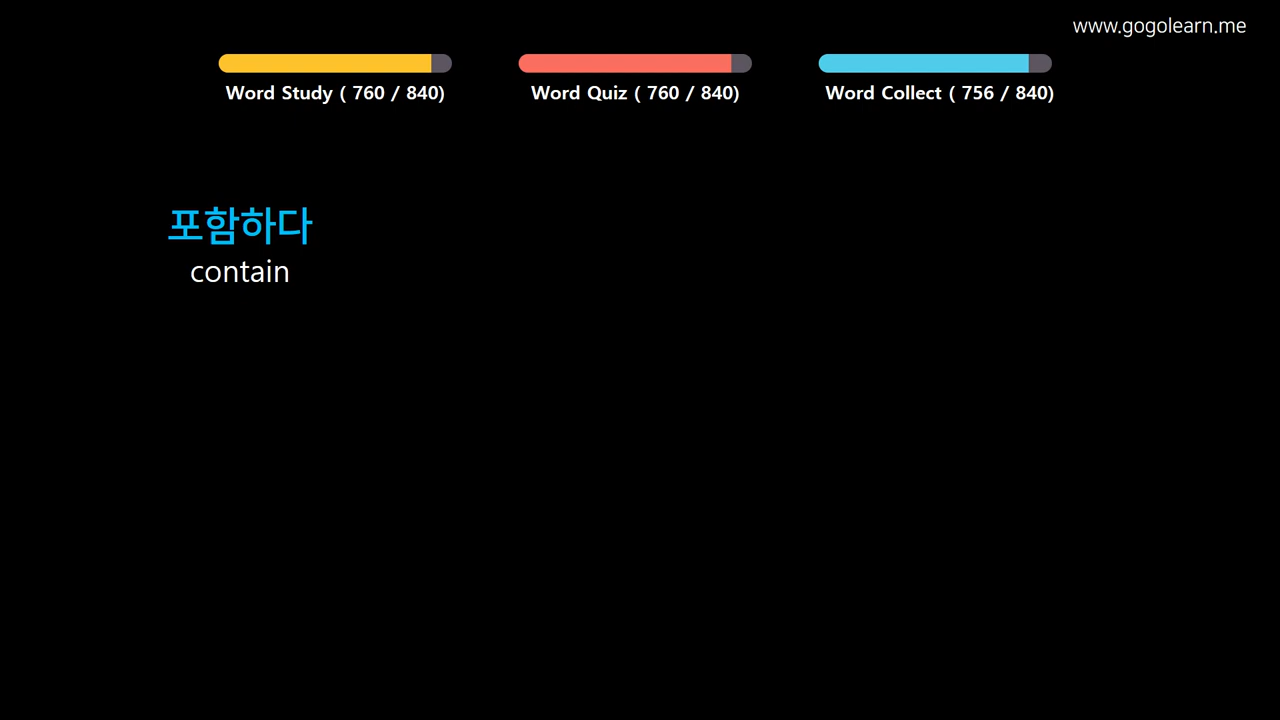 www.gogolearn.me
Word Study ( 760 / 840)
Word Quiz ( 760 / 840)
Word Collect ( 756 / 840)
포함하다
contain